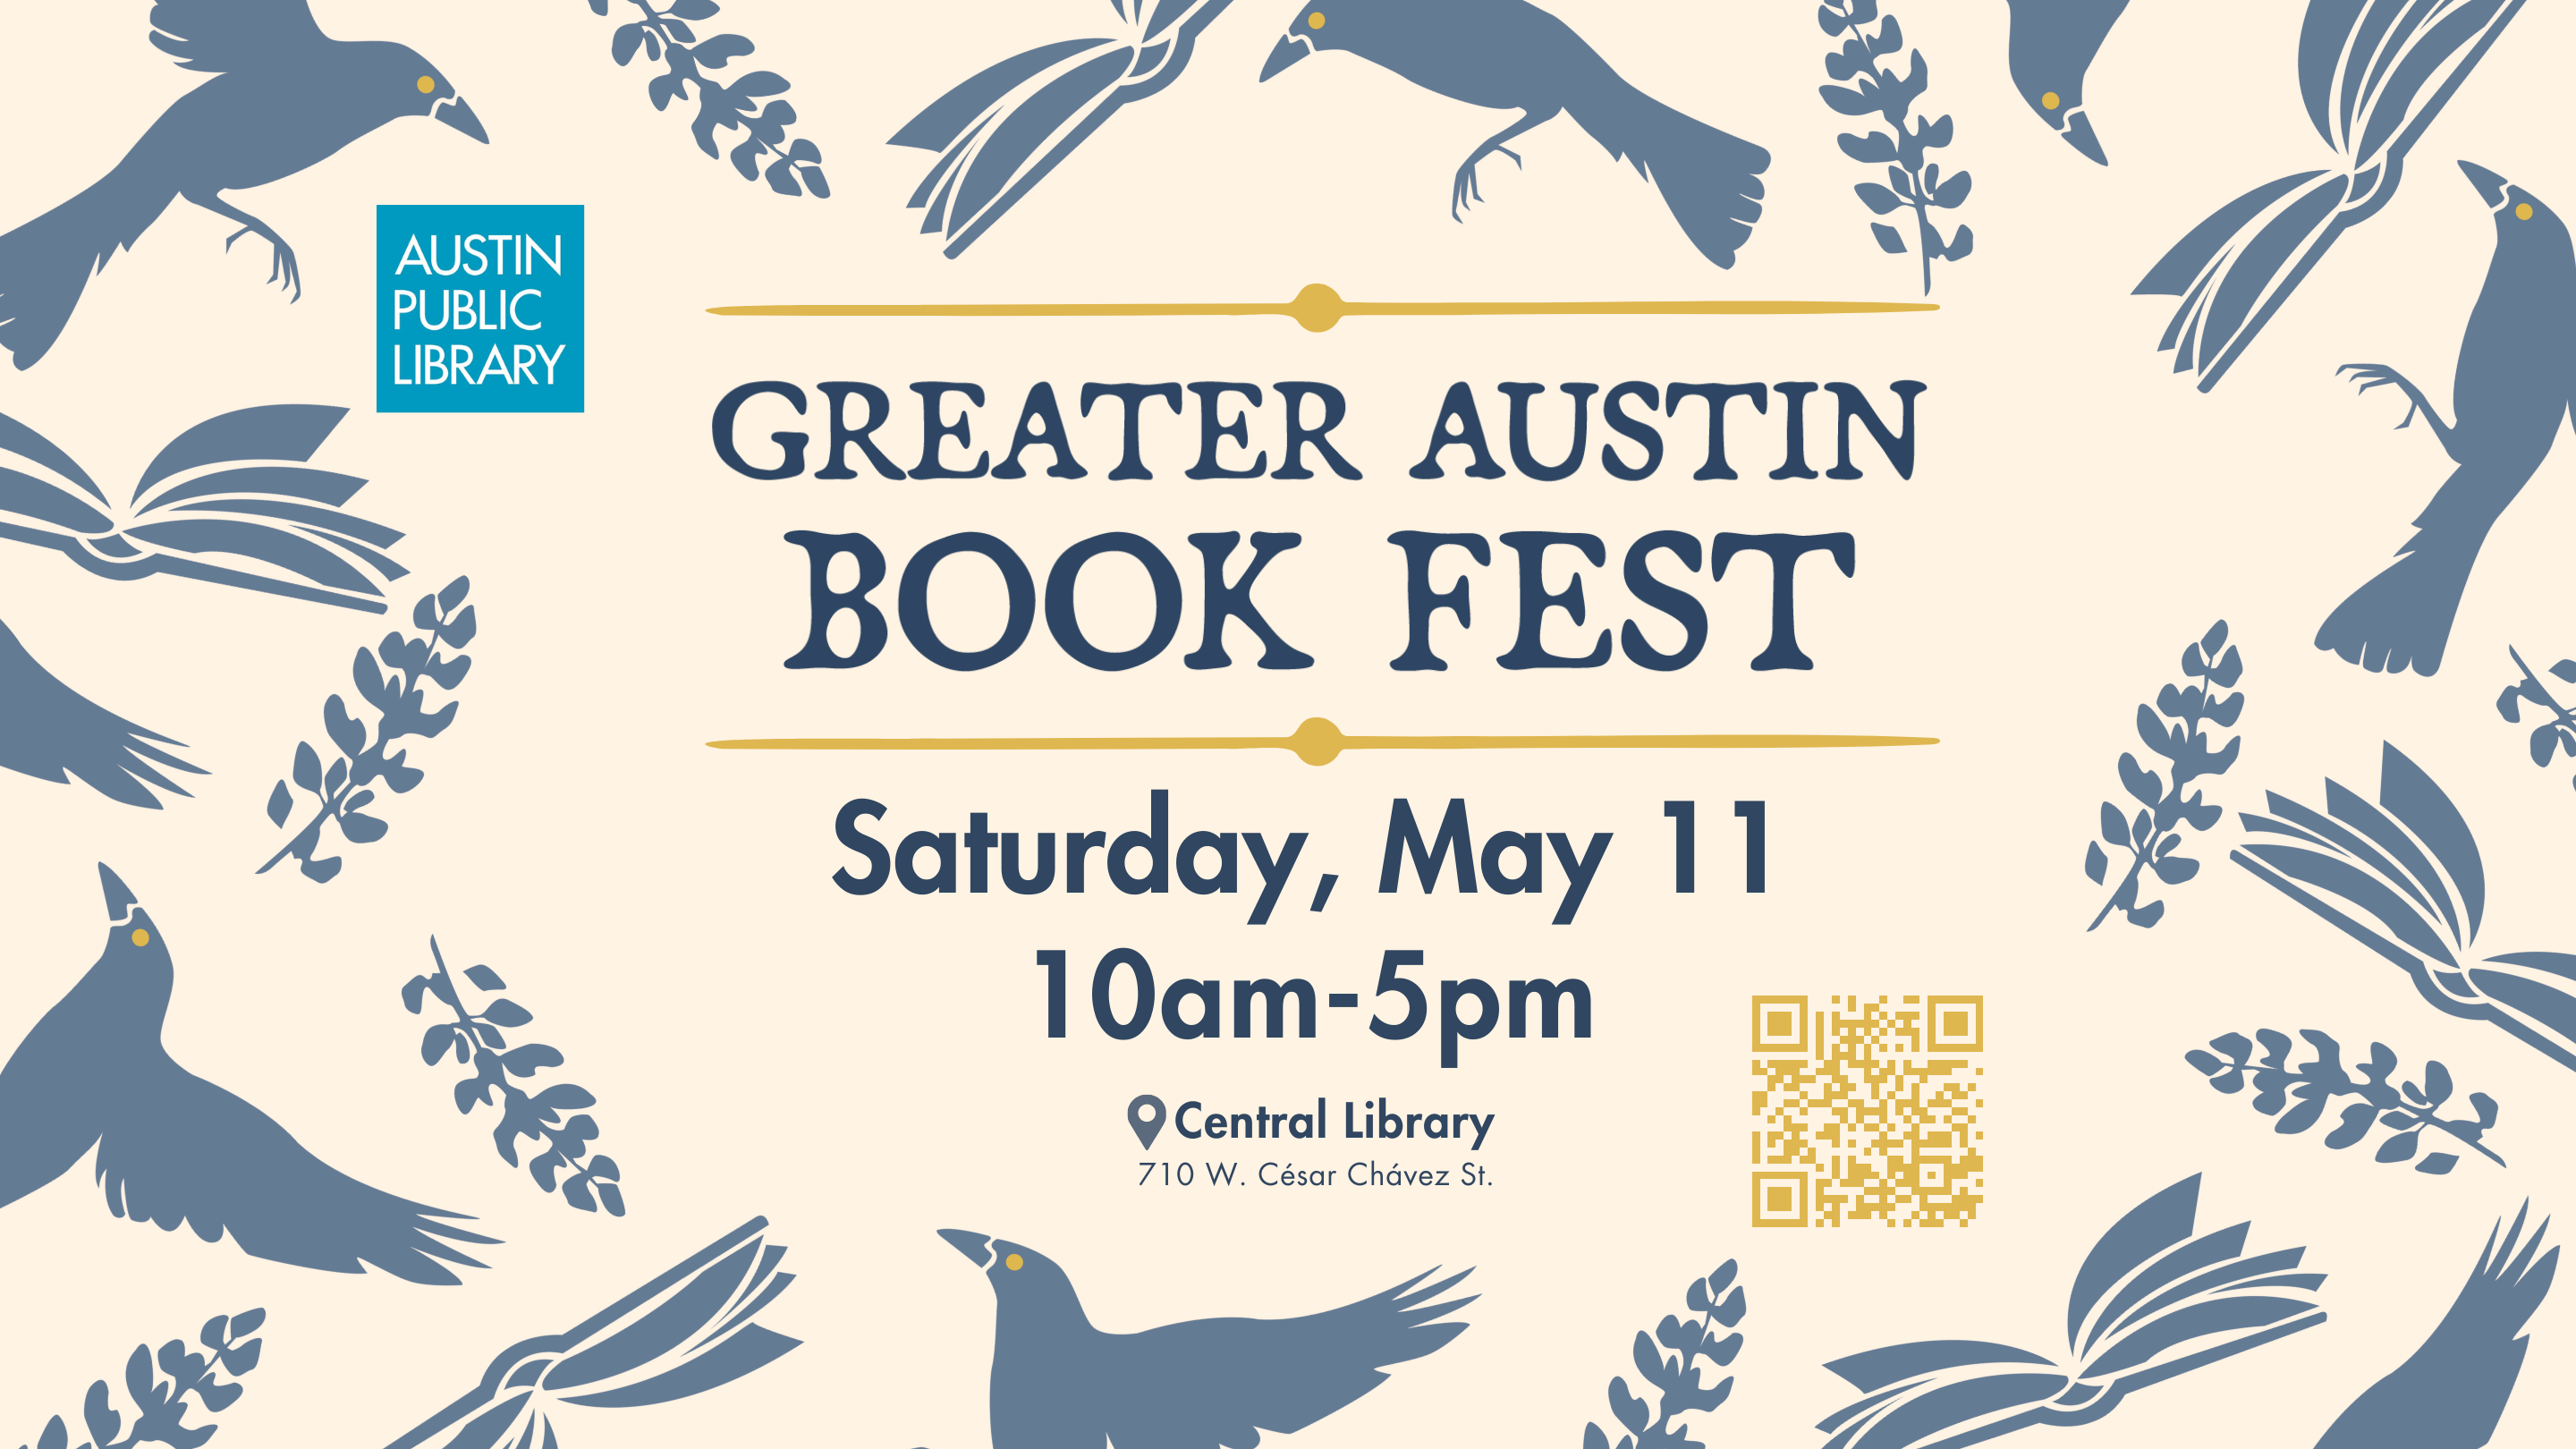 AUSTIN
PUBLIC
LIBRARY
GREATER AUSTIN
BOOK FEST
Saturday, May 11
10am-5pm
Central Library
710 W. César Chávez St.